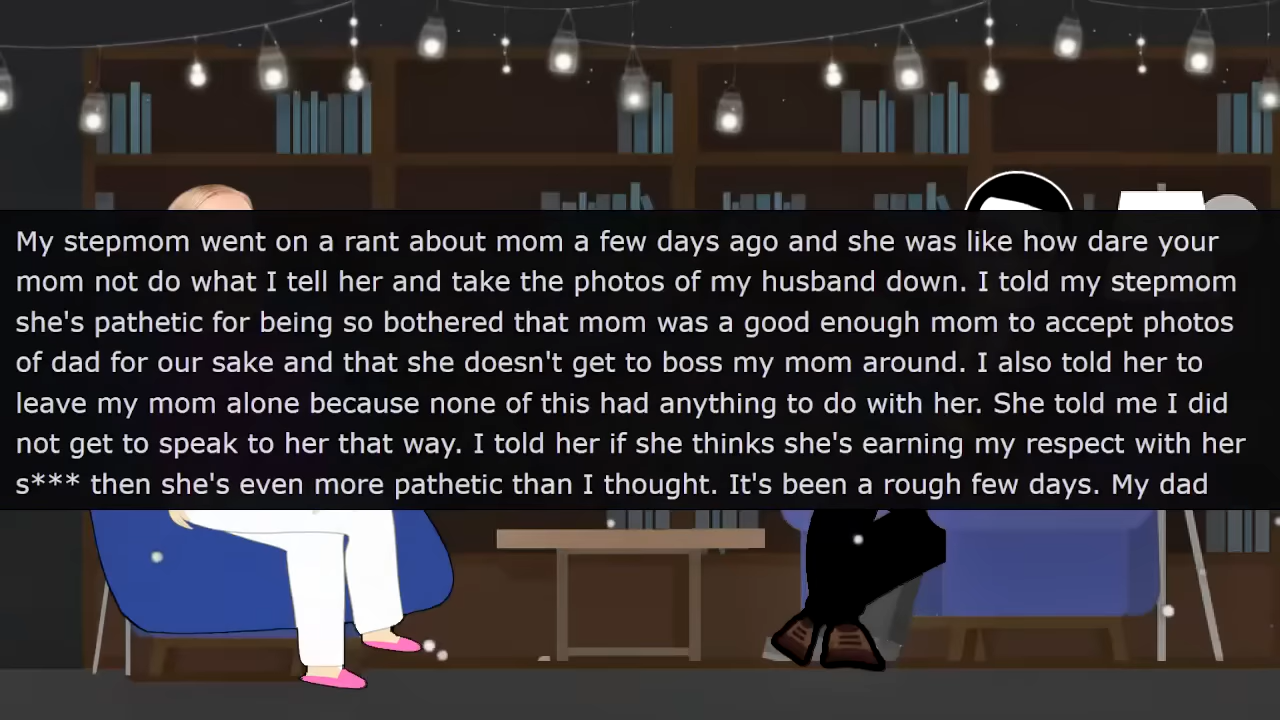 My stepmom went on a rant about mom a few days ago and she was like how dare your
mom not do what I tell her and take the photos of my husband down. I told my stepmom
she's pathetic for being so bothered that mom was a good enough mom to accept photos
of dad for our sake and that she doesn't get to boss my mom around. I also told her to
leave my mom alone because none of this had anything to do with her. She told me I did
not get to speak to her that way. I told her if she thinks she's earning my respect with her
s*** then she's even more pathetic than I thought. It's been a rough few days. My dad